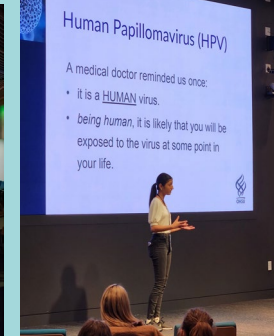 Human Papillomavirus (HPV)
A medical doctor reminded us once:
• it is a HUMAN virus.
• being human, it is likely that you will be
exposed to the virus at some point in
your life.